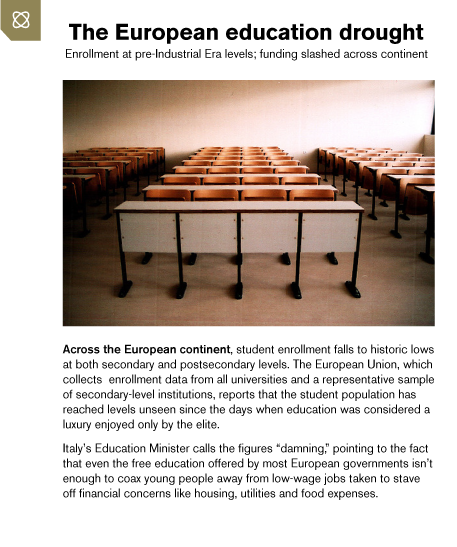 The European education drought
Enrollment at pre-Industrial Era levels; funding slashed across continent
Across the European continent, student enrollment falls to historic lows
at both secondary and postsecondary levels. The European Union, which
collects enrollment data from all universities and a representative sample
of secondary-level institutions, reports that the student population has
reached levels unseen since the days when education was considered a
luxury enjoyed only by the elite.
Italy's Education Minister calls the figures “damning,” pointing to the fact
that even the free education offered by most European governments isn't
enough to coax young people away from low-wage jobs taken to stave
off financial concerns like housing, utilities and food expenses.